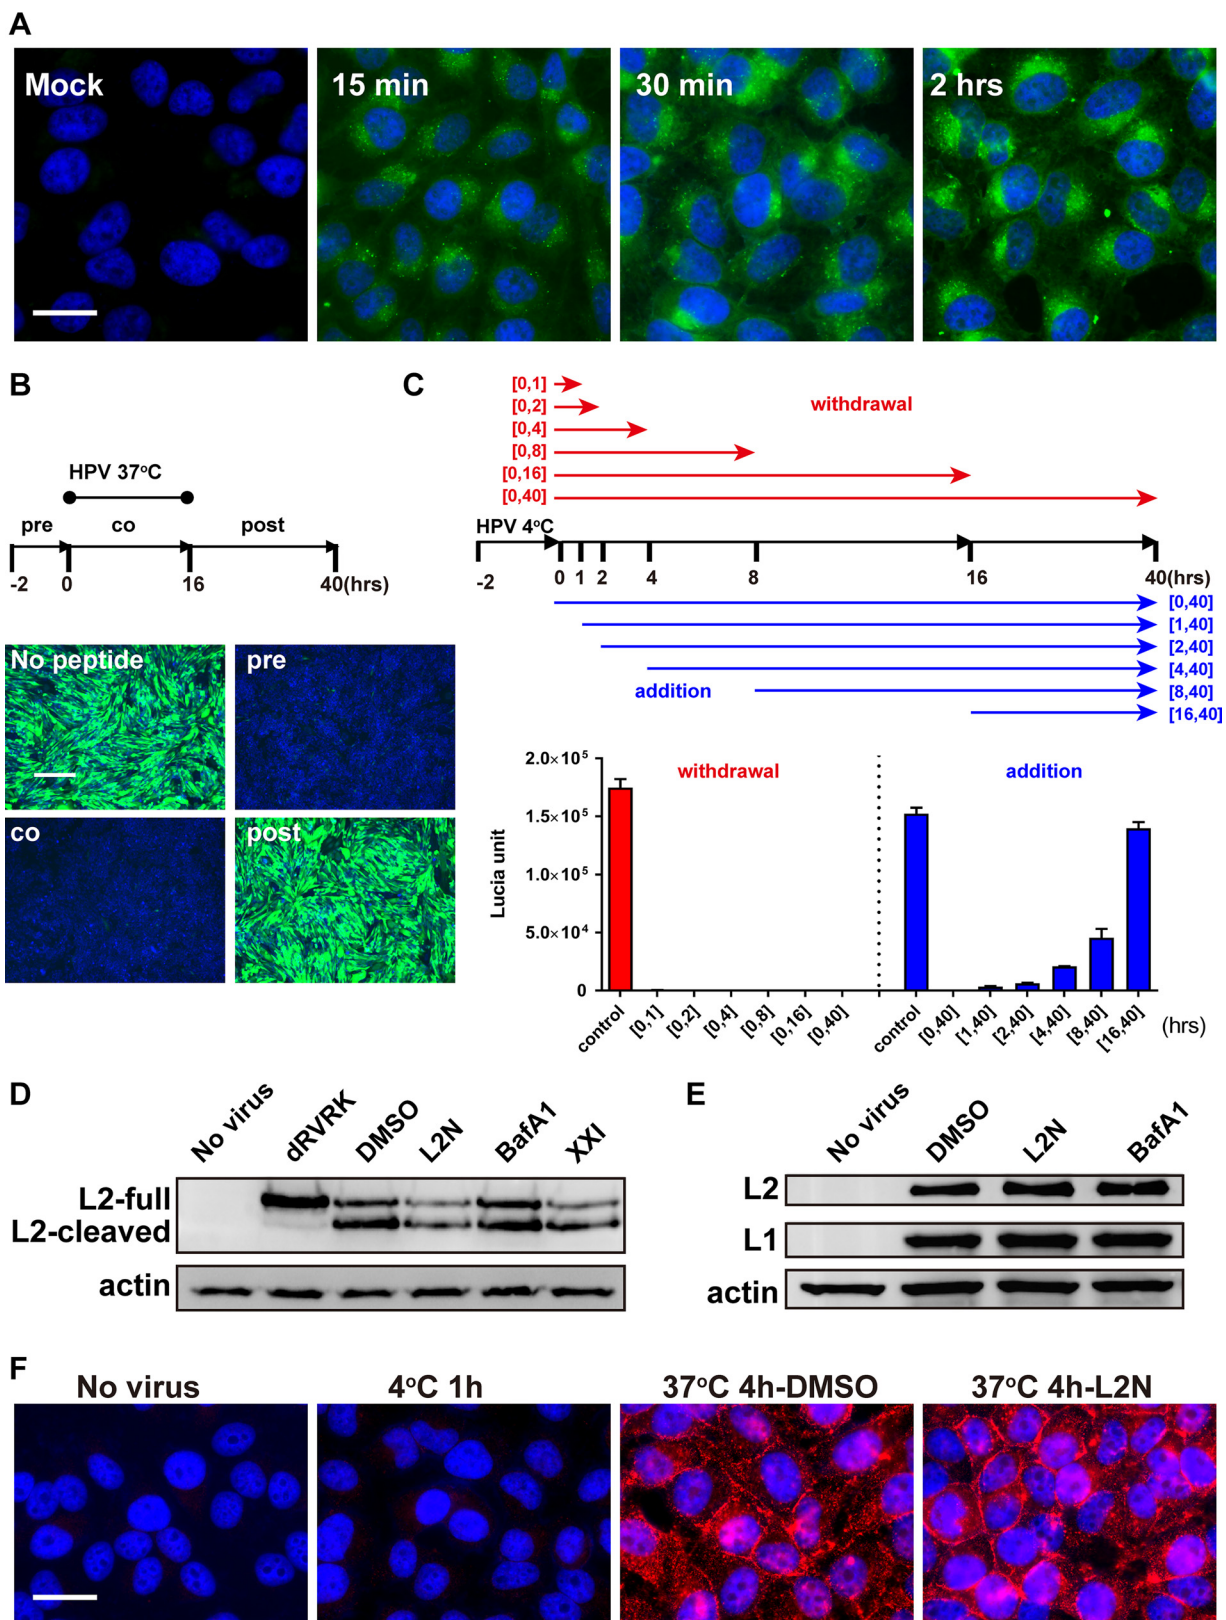 A
Mock
15 min
30 min
2 hrs
B
HPV 37°C
pre co post
-2 0 16 40(hrs)
No peptide
pre
co
post
C
[0,1]
[0,2] withdrawal
[0,4]
[0,8]
[0,16]
[0,40]
HPV 4°C
-2 0 1 2 4 8 16 40(hrs)
[0,40]
[1,40]
[2,40]
[4,40]
addition [8,40]
[16,40]
withdrawal addition
Lucia unit
2.0×10⁵
1.5×10⁵
1.0×10⁵
5.0×10⁴
0
control [0,1] [0,2] [0,4] [0,8] [0,16] [0,40] control [0,40] [1,40] [2,40] [4,40] [8,40] [16,40] (hrs)
D
No virus dRVRK DMSO L2N BafA1 XXI
L2-full
L2-cleaved
actin
E
No virus DMSO L2N BafA1
L2
L1
actin
F
No virus
4°C 1h
37°C 4h-DMSO
37°C 4h-L2N